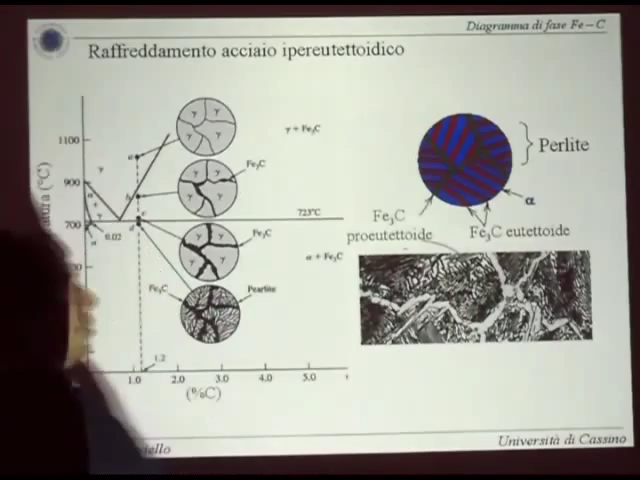 Diagramma di fase Fe – C
Raffreddamento acciaio ipereutettoidico
1100
900
700
γ
α
+
γ
α
0.02
a
b
c
d
γ γ
γ γ
Fe₃C
γ γ
γ γ
Fe₃C
γ γ
γ γ
Fe₃C
Pearlite
γ + Fe₃C
723°C
α + Fe₃C
1.2
1.0 2.0 3.0 4.0 5.0
(%C)
atura (°C)
Perlite
α
Fe₃C
proeutettoide
Fe₃C eutettoide
iello
Università di Cassino